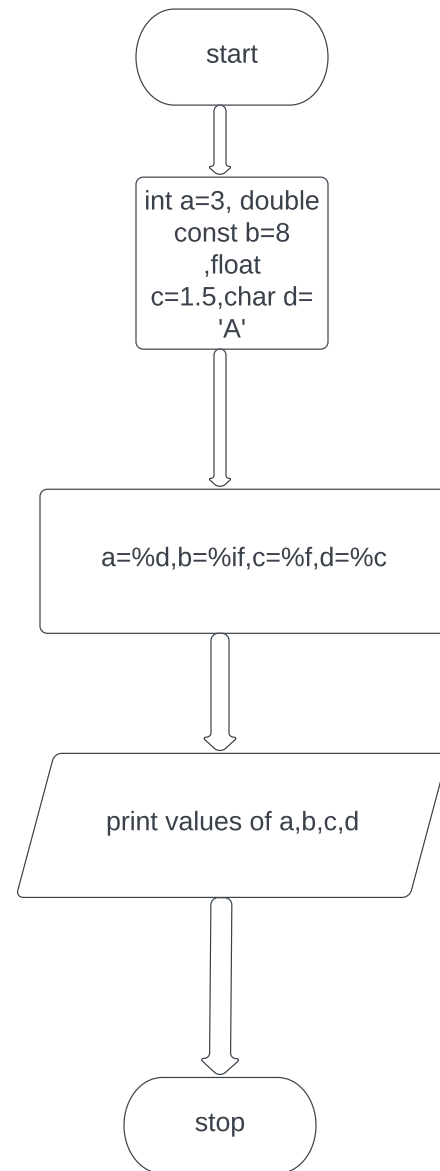 start
int a=3, double
const b=8
,float
c=1.5,char d=
'A'
a=%d,b=%if,c=%f,d=%c
print values of a,b,c,d
stop